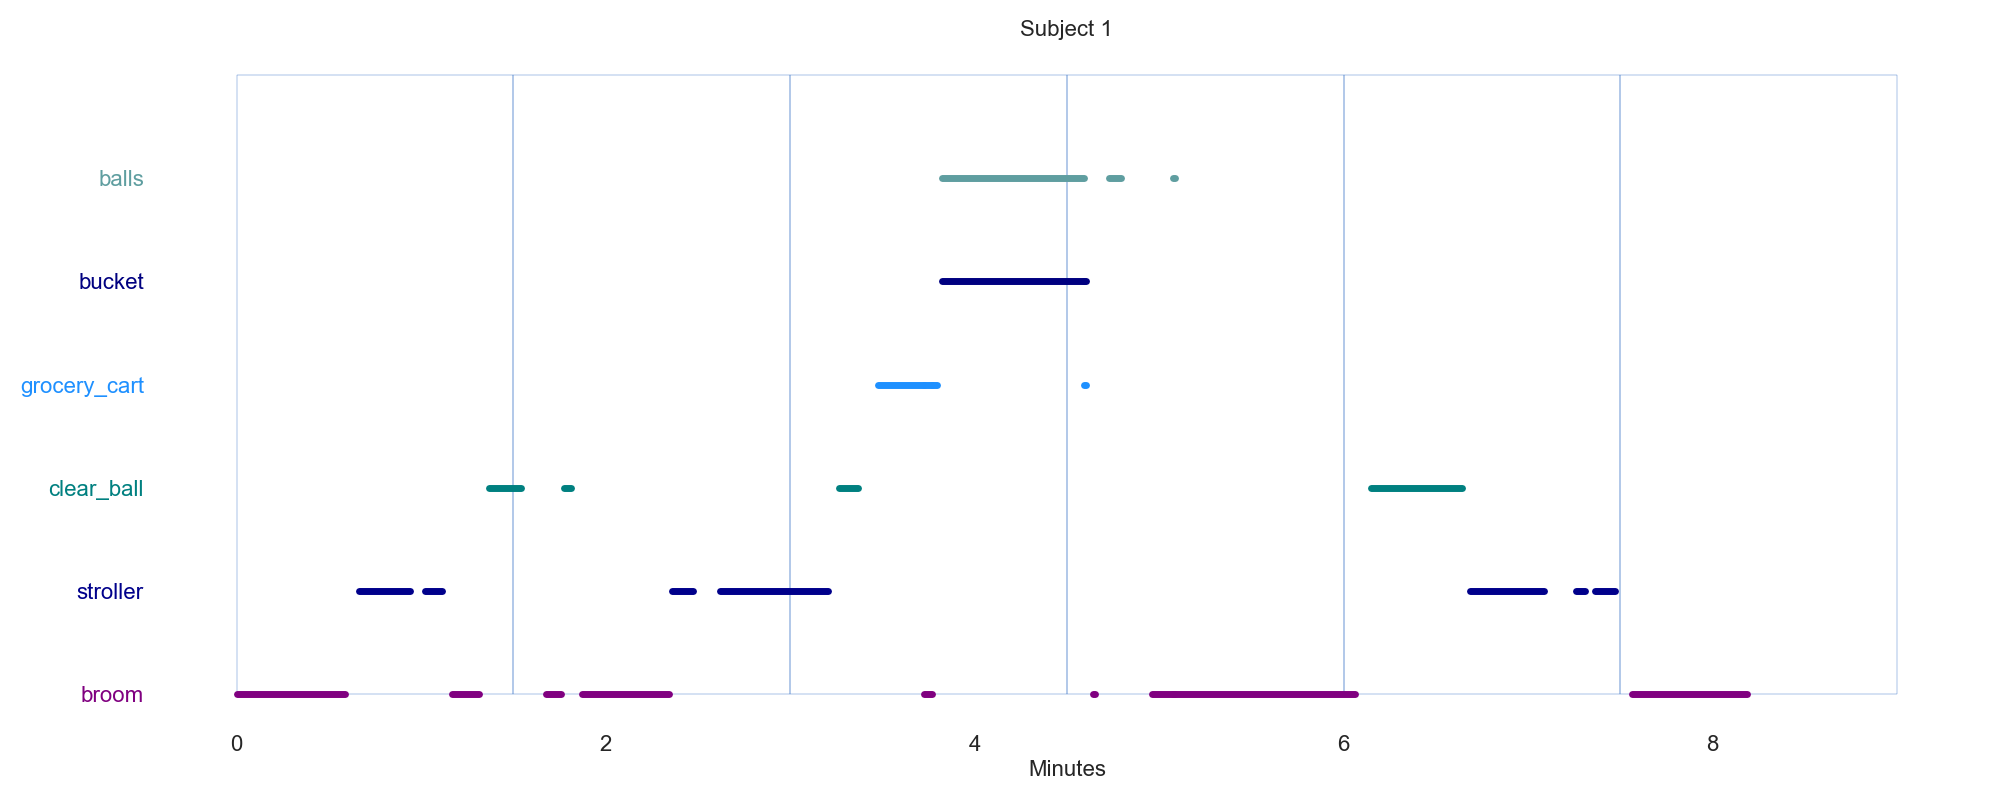 Subject 1
balls
bucket
grocery_cart
clear_ball
stroller
broom
0 2 4 6 8
Minutes